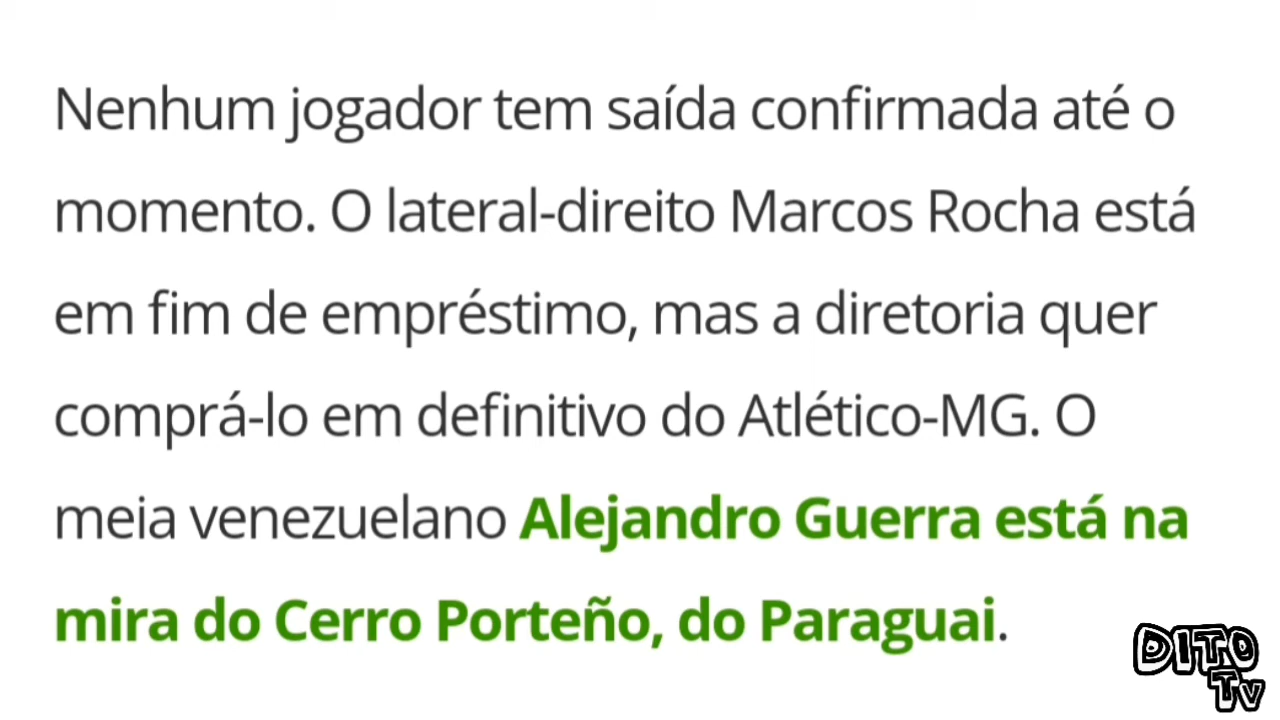 Nenhum jogador tem saída confirmada até o
momento. O lateral-direito Marcos Rocha está
em fim de empréstimo, mas a diretoria quer
comprá-lo em definitivo do Atlético-MG. O
meia venezuelano Alejandro Guerra está na
mira do Cerro Porteño, do Paraguai.
DITO
Tv